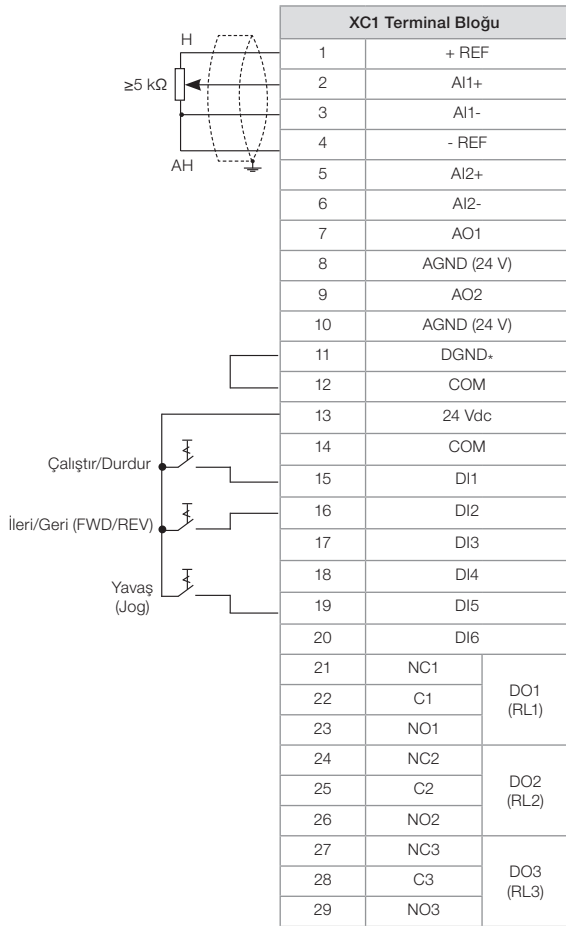 XC1 Terminal Bloğu
H
1 + REF
≥5 kΩ
2 AI1+
3 AI1-
4 - REF
AH
5 AI2+
6 AI2-
7 AO1
8 AGND (24 V)
9 AO2
10 AGND (24 V)
11 DGND*
12 COM
13 24 Vdc
14 COM
Çalıştır/Durdur
15 DI1
16 DI2
İleri/Geri (FWD/REV)
17 DI3
18 DI4
Yavaş
(Jog)
19 DI5
20 DI6
21 NC1
22 C1
DO1
(RL1)
23 NO1
24 NC2
25 C2
DO2
(RL2)
26 NO2
27 NC3
28 C3
DO3
(RL3)
29 NO3